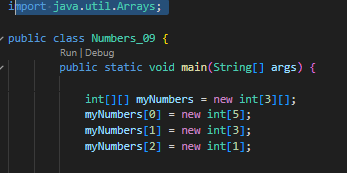 import java.util.Arrays;
public class Numbers_09 {
Run | Debug
public static void main(String[] args) {
int[][] myNumbers = new int[3][];
myNumbers[0] = new int[5];
myNumbers[1] = new int[3];
myNumbers[2] = new int[1];